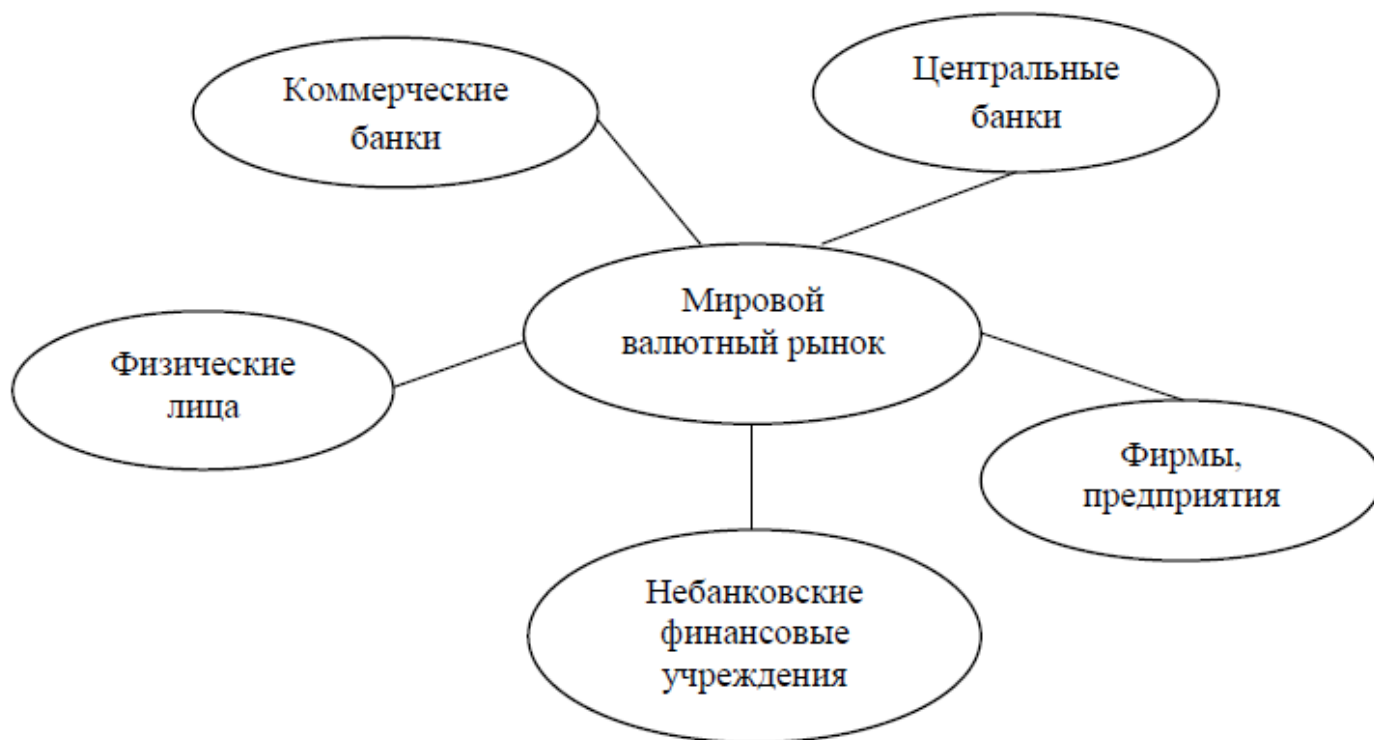 Коммерческие
банки
Центральные
банки
Мировой
валютный рынок
Физические
лица
Фирмы,
предприятия
Небанковские
финансовые
учреждения